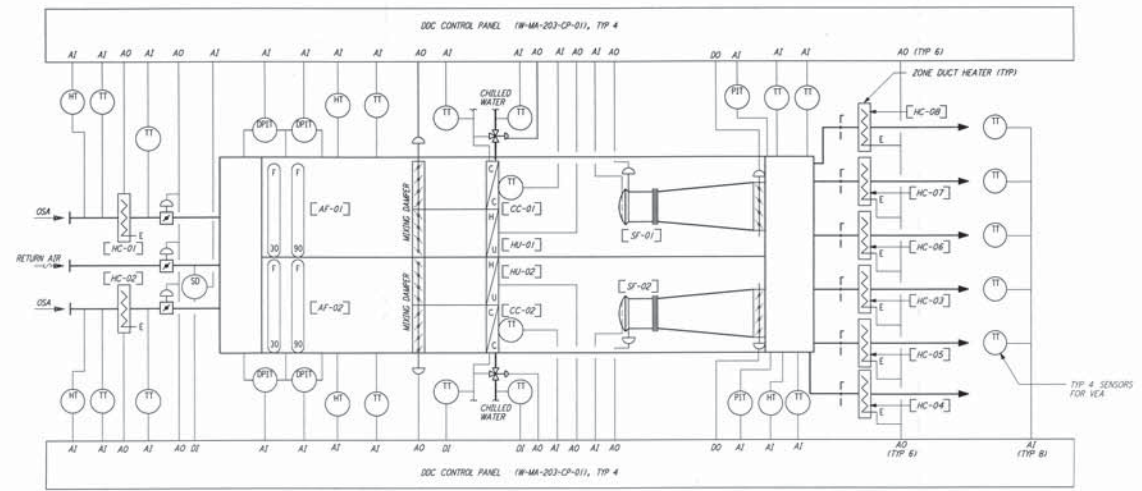 DDC CONTROL PANEL (W-MA-203-CP-01), TYP 4
AI AI AO AI AO AI AI AI AI AI AO AI AI AO AI AO AI AO DO AI AI AI AO (TYP 6)
ZONE DUCT HEATER (TYP)
HT TT DPIT DPIT HT TT CHILLED WATER PIT TT TT
TT TT TT
[HC-08] TT
E
F F C TT
[AF-01] MIXING DAMPER C [CC-01] [HC-07] TT
OSA H [SF-01] E
E 30 90 U [HU-01] [HC-06] TT
[HC-01]
RETURN AIR
[HC-02] SD F F H [HU-02] E
U [SF-02] [HC-03] TT
OSA [AF-02] MIXING DAMPER C [CC-02] E
E 30 90 C TT [HC-05] TT
E
DPIT DPIT TT TT
HT TT TT HT TT CHILLED WATER PIT HT TT [HC-04]
E
TYP 4 SENSORS
FOR VEA
AI AI AO AI AO DI AI AI AI AI AO DI DI AO AI AO AI AO DO AI AI AI AO
(TYP 6)
AI
(TYP 8)
DDC CONTROL PANEL (W-MA-203-CP-01), TYP 4